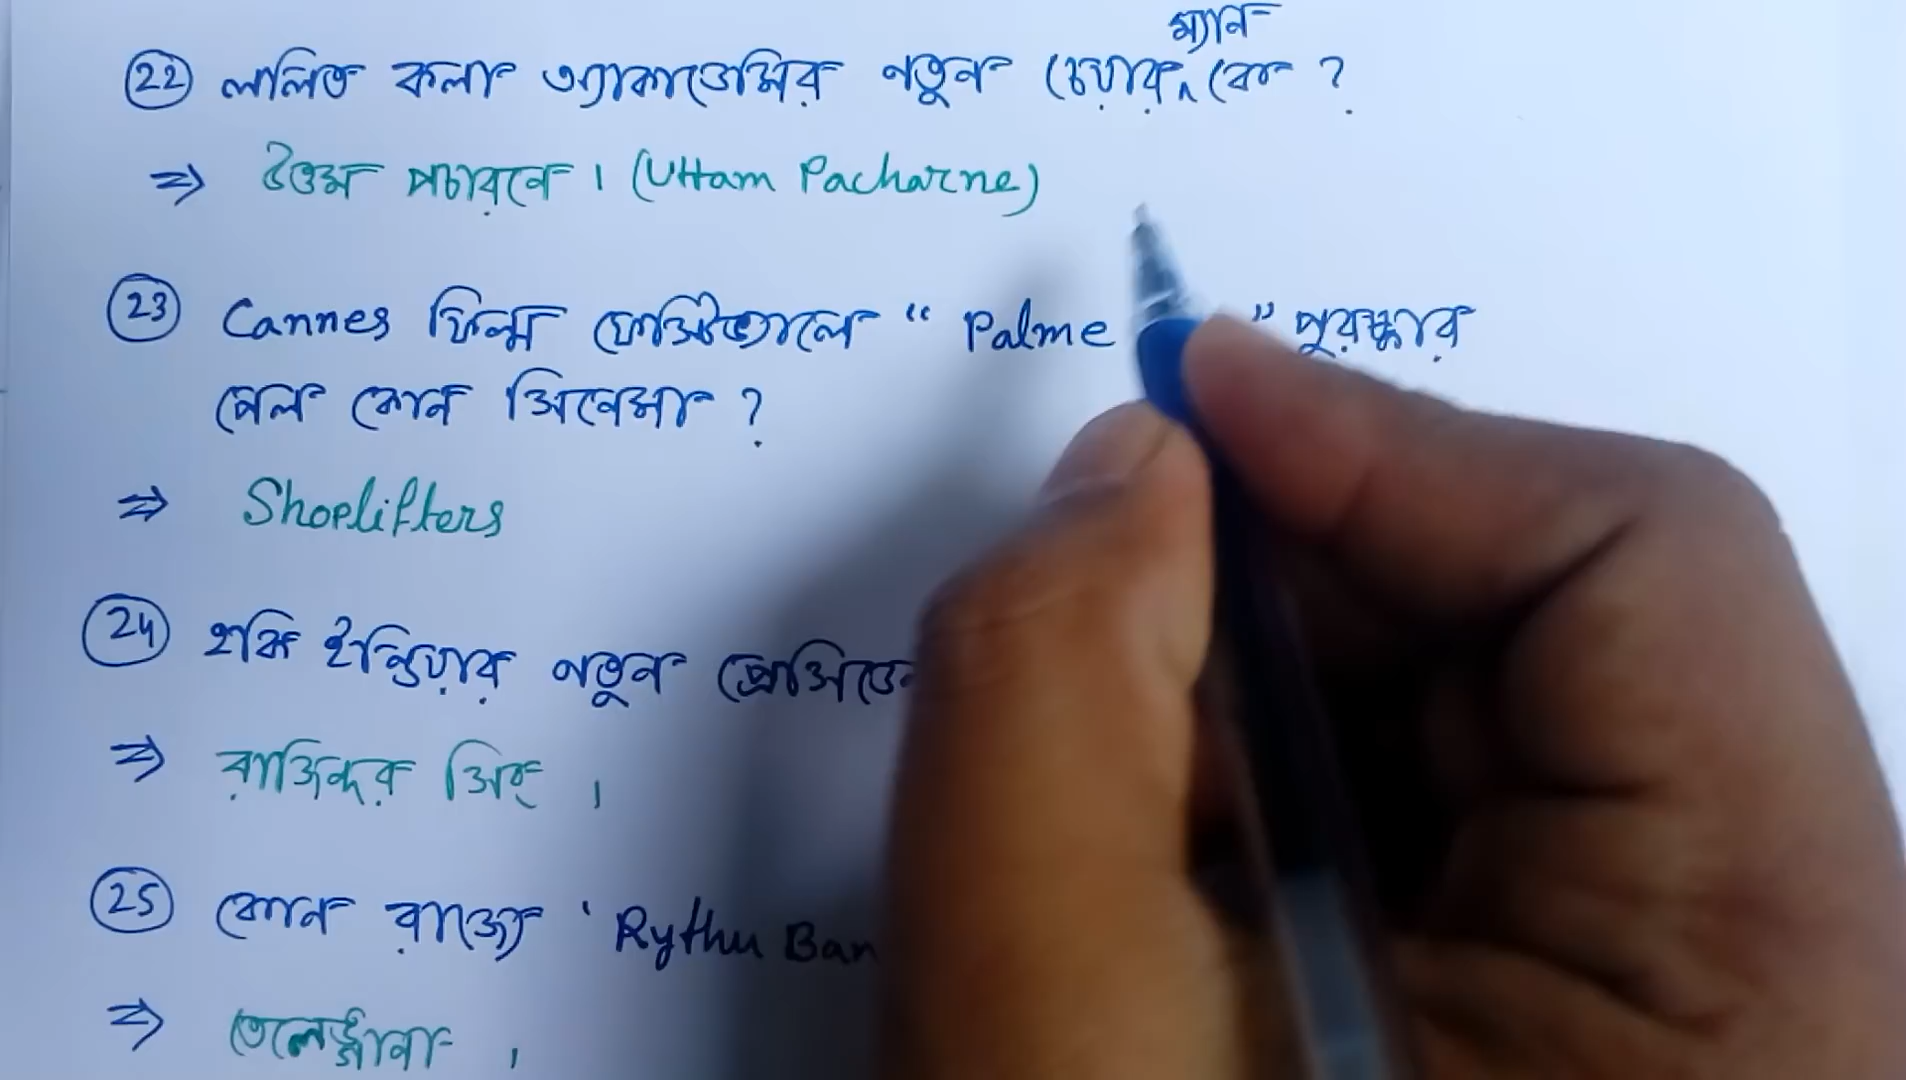 ম্যান
22 ললিত কলা অ্যাকাডেমির নতুন চেয়ার^ কে ?
⇒ উত্তম পচারনে । (Uttam Pacharne)
23 Cannes ফিল্ম ফেস্টিভ্যালে “ Palme ” পুরস্কার
পেল কোন সিনেমা ?
⇒ Shoplifters
24 হকি ইন্ডিয়ার নতুন
⇒ রাজিন্দর সিং ।
25 কোন রাজ্যে ‘Rythu Ban
⇒ তেলেঙ্গানা ।